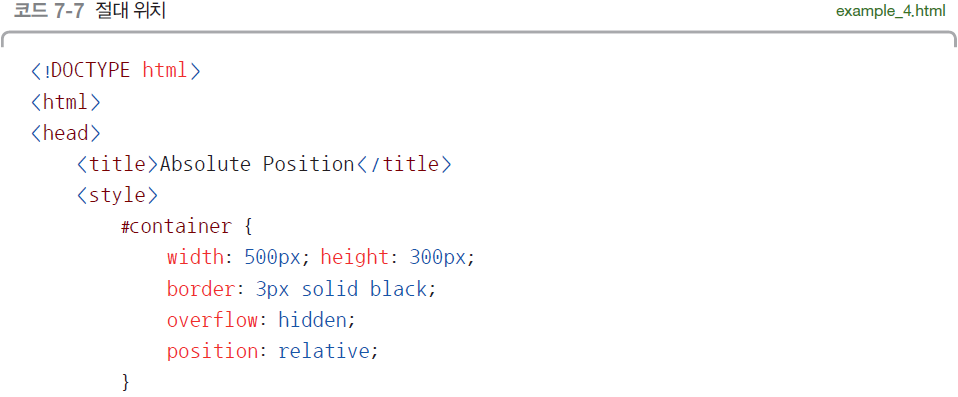 코드 7-7 절대 위치 example_4.html
<!DOCTYPE html>
<html>
<head>
<title>Absolute Position</title>
<style>
#container {
width: 500px; height: 300px;
border: 3px solid black;
overflow: hidden;
position: relative;
}